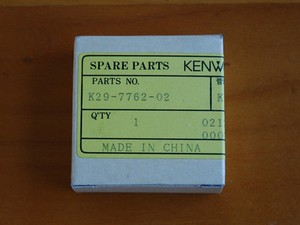 SPARE PARTS KENW
PARTS NO.
K29-7762-02 K
Q'TY 1 021
000
MADE IN CHINA